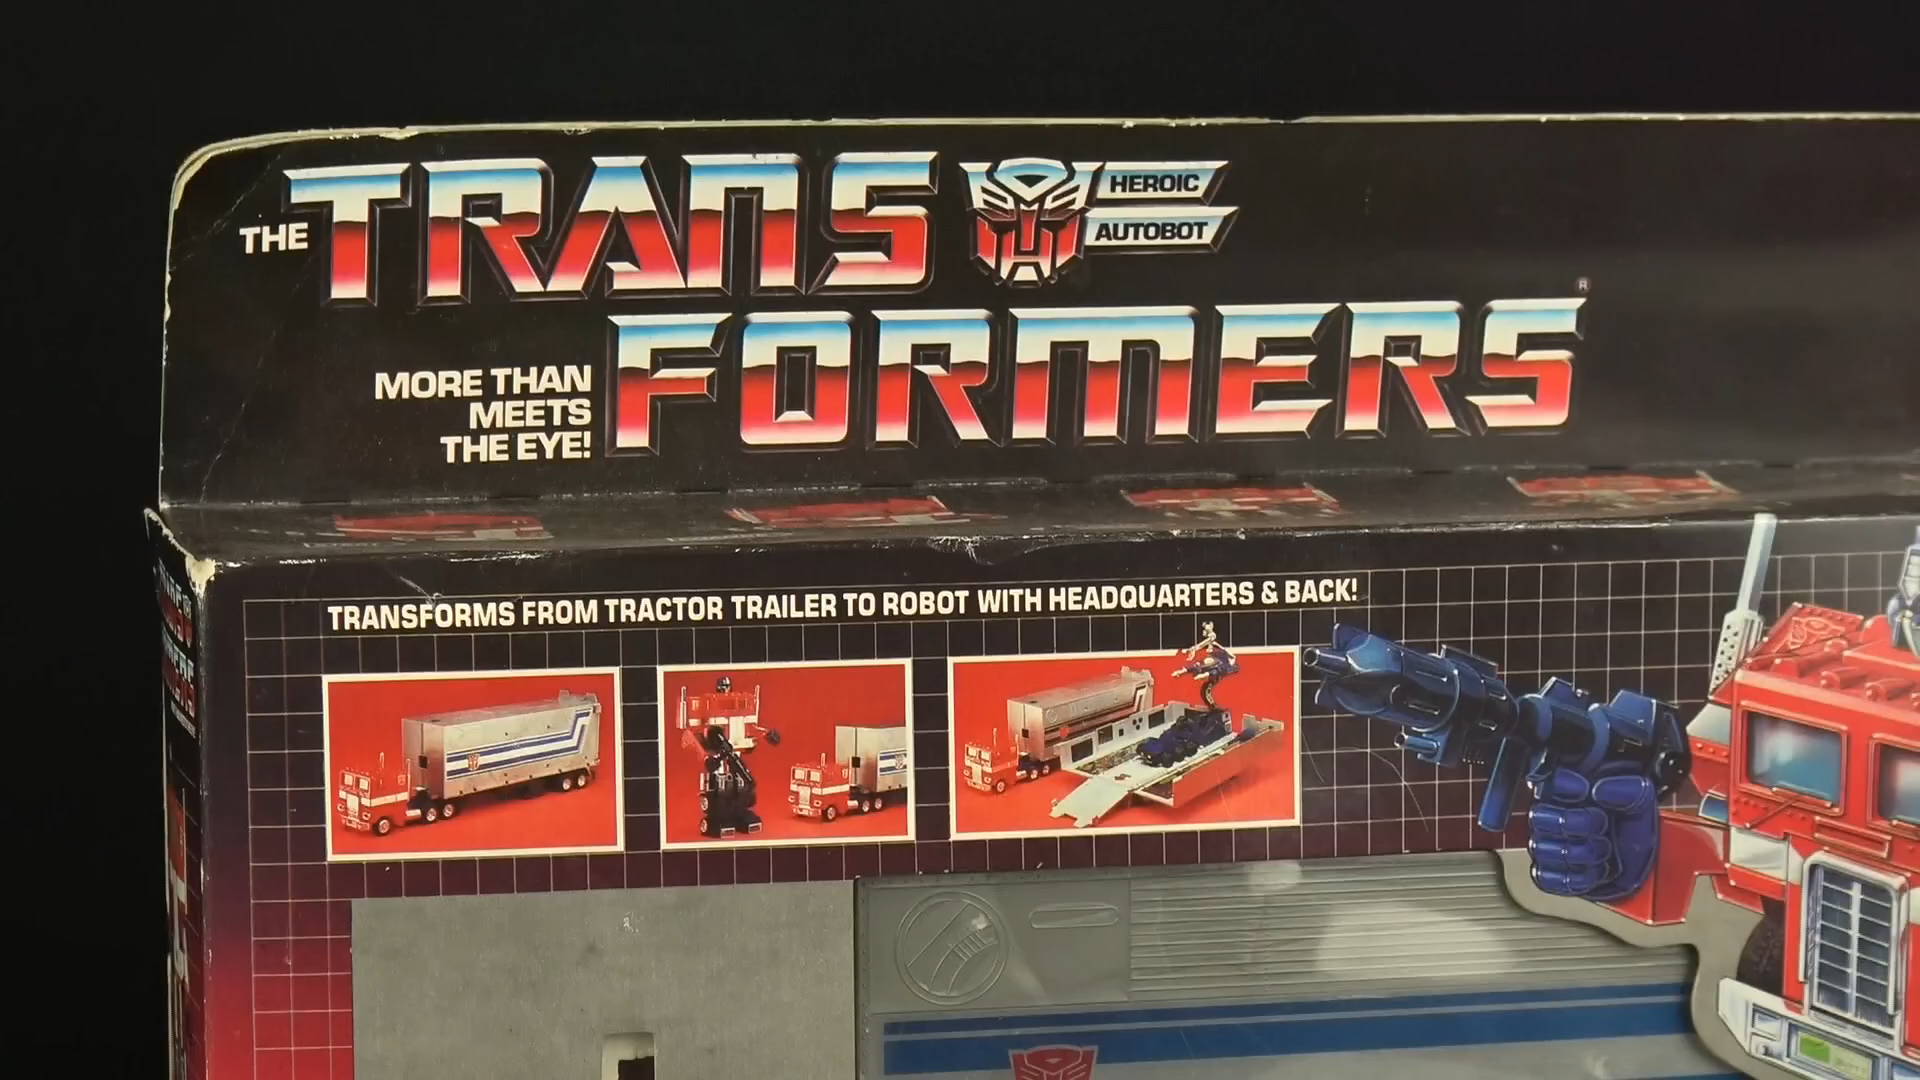 THE TRANS
HEROIC
AUTOBOT
FORMERS ®
MORE THAN
MEETS
THE EYE!
TRANSFORMS FROM TRACTOR TRAILER TO ROBOT WITH HEADQUARTERS & BACK!